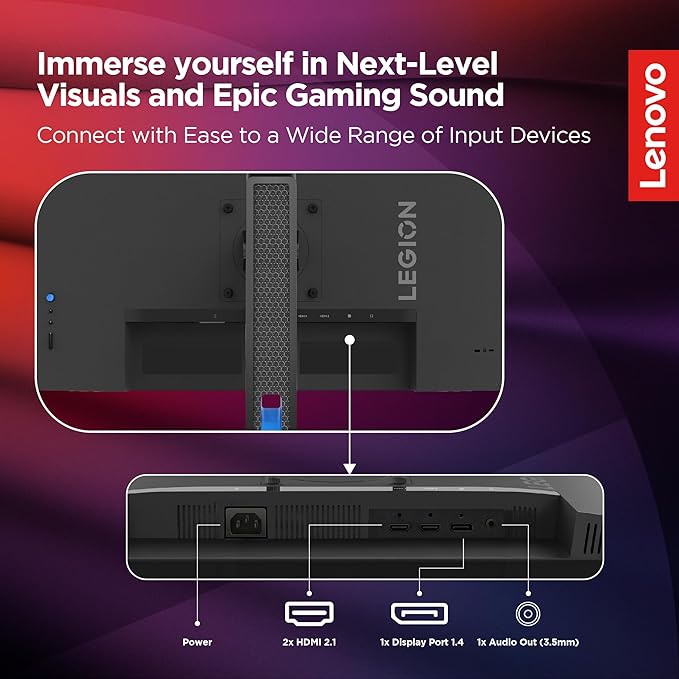 Immerse yourself in Next-Level
Visuals and Epic Gaming Sound
Connect with Ease to a Wide Range of Input Devices
Lenovo
LEGION
Power
2x HDMI 2.1
1x Display Port 1.4
1x Audio Out (3.5mm)